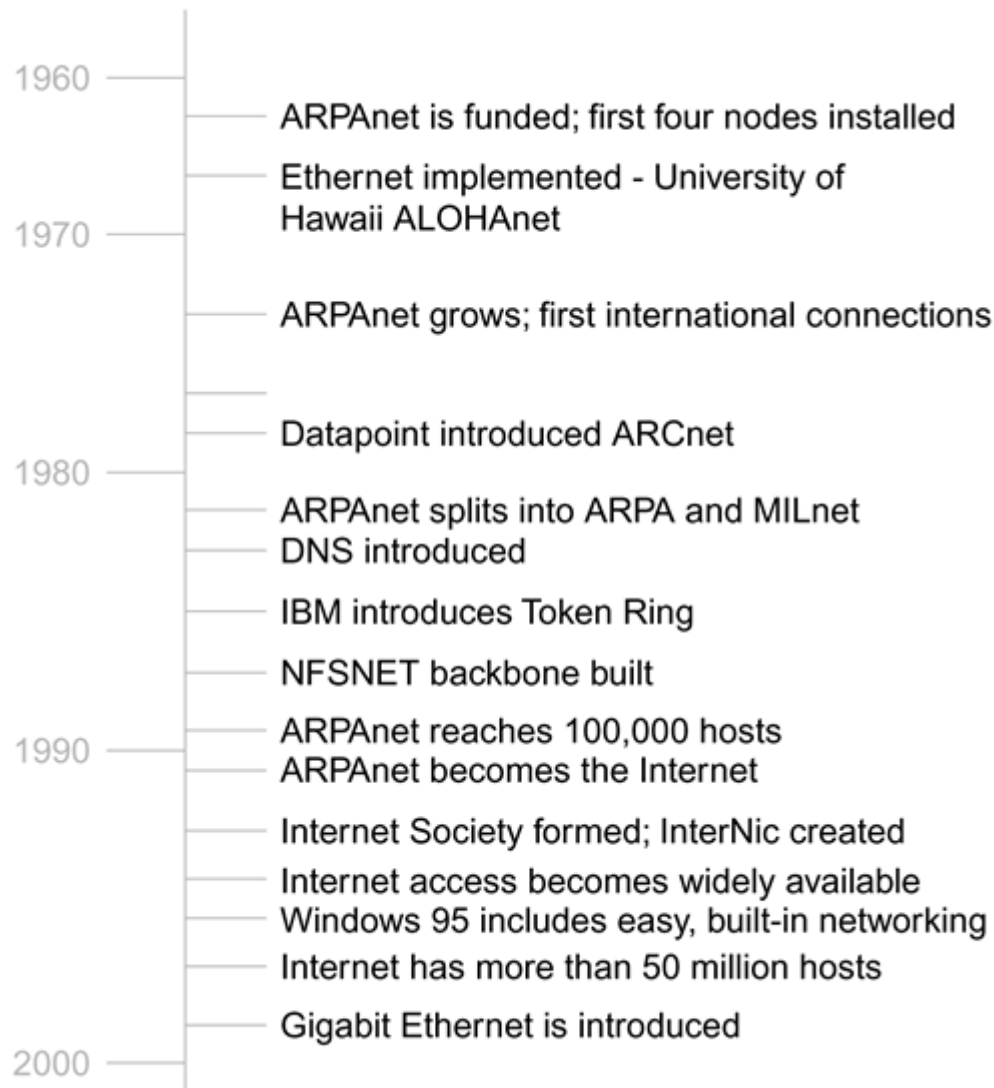 1960
ARPAnet is funded; first four nodes installed
Ethernet implemented - University of
Hawaii ALOHAnet
1970
ARPAnet grows; first international connections
Datapoint introduced ARCnet
1980
ARPAnet splits into ARPA and MILnet
DNS introduced
IBM introduces Token Ring
NFSNET backbone built
ARPAnet reaches 100,000 hosts
1990
ARPAnet becomes the Internet
Internet Society formed; InterNic created
Internet access becomes widely available
Windows 95 includes easy, built-in networking
Internet has more than 50 million hosts
Gigabit Ethernet is introduced
2000